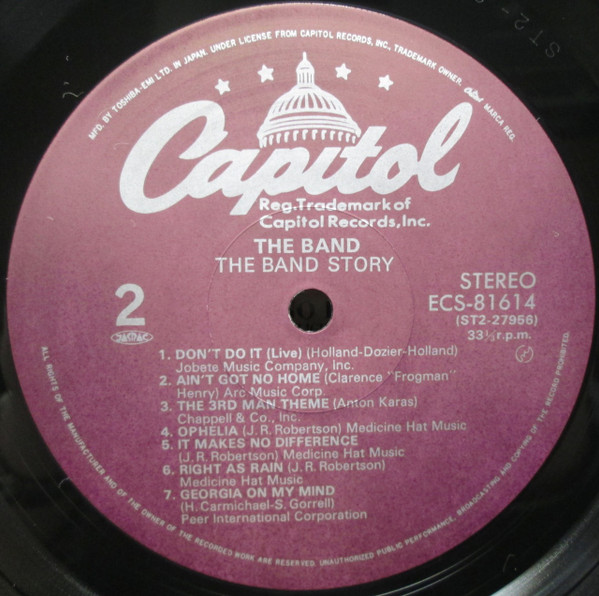 MFD. BY TOSHIBA-EMI LTD. IN JAPAN. UNDER LICENSE FROM CAPITOL RECORDS, INC., TRADEMARK OWNER. Capitol MARCA REG.
ST2-
Capitol
Reg. Trademark of
Capitol Records, Inc.
THE BAND
THE BAND STORY
2
STEREO
ECS-81614
(ST2-27956)
33⅓ r.p.m.
1. DON'T DO IT (Live) (Holland-Dozier-Holland)
Jobete Music Company, Inc.
2. AIN'T GOT NO HOME (Clarence "Frogman"
Henry) Arc Music Corp.
3. THE 3RD MAN THEME (Anton Karas)
Chappell & Co., Inc.
4. OPHELIA (J. R. Robertson) Medicine Hat Music
5. IT MAKES NO DIFFERENCE
(J. R. Robertson) Medicine Hat Music
6. RIGHT AS RAIN (J. R. Robertson)
Medicine Hat Music
7. GEORGIA ON MY MIND
(H. Carmichael-S. Gorrell)
Peer International Corporation
ALL RIGHTS OF THE MANUFACTURER AND OF THE OWNER OF THE RECORDED WORK ARE RESERVED. UNAUTHORIZED PUBLIC PERFORMANCE, BROADCASTING AND COPYING OF THE RECORD PROHIBITED.